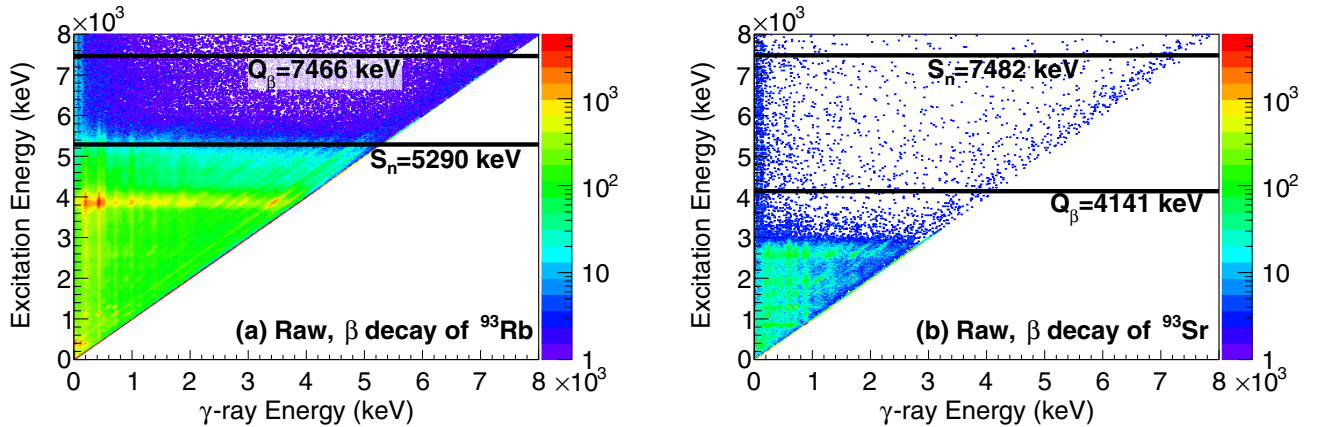 ×10³
8
7
6
5
4
3
2
1
0
Excitation Energy (keV)
Qβ=7466 keV
Sn=5290 keV
(a) Raw, β decay of ⁹³Rb
0 1 2 3 4 5 6 7 8 ×10³
γ-ray Energy (keV)
10³
10²
10
1
×10³
8
7
6
5
4
3
2
1
0
Excitation Energy (keV)
Sn=7482 keV
Qβ=4141 keV
(b) Raw, β decay of ⁹³Sr
0 1 2 3 4 5 6 7 8 ×10³
γ-ray Energy (keV)
10³
10²
10
1